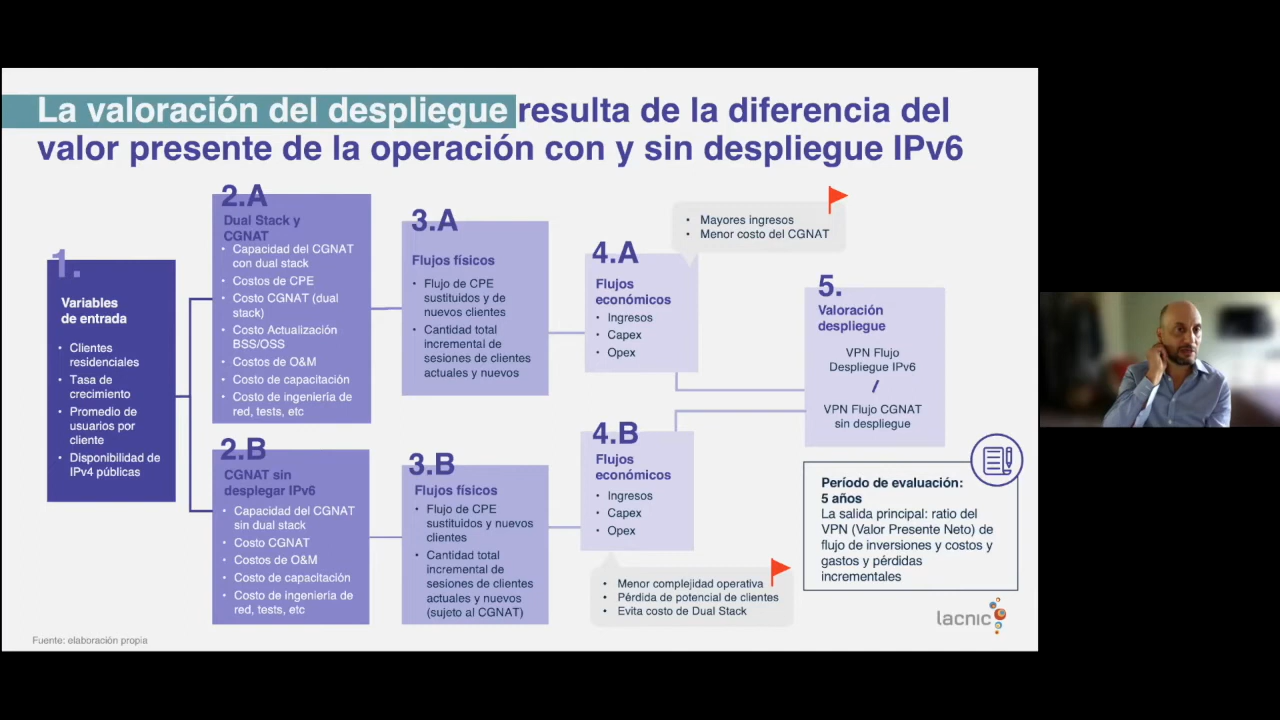 La valoración del despliegue resulta de la diferencia del
valor presente de la operación con y sin despliegue IPv6
1.
Variables
de entrada
• Clientes
residenciales
• Tasa de
crecimiento
• Promedio de
usuarios por
cliente
• Disponibilidad de
IPv4 públicas
2.A
Dual Stack y
CGNAT
• Capacidad del CGNAT
con dual stack
• Costos de CPE
• Costo CGNAT (dual
stack)
• Costo Actualización
BSS/OSS
• Costos de O&M
• Costo de capacitación
• Costo de ingeniería de
red, tests, etc
2.B
CGNAT sin
desplegar IPv6
• Capacidad del CGNAT
sin dual stack
• Costo CGNAT
• Costos de O&M
• Costo de capacitación
• Costo de ingeniería de
red, tests, etc
3.A
Flujos físicos
• Flujo de CPE
sustituidos y de
nuevos clientes
• Cantidad total
incremental de
sesiones de clientes
actuales y nuevos
3.B
Flujos físicos
• Flujo de CPE
sustituidos y nuevos
clientes
• Cantidad total
incremental de
sesiones de clientes
actuales y nuevos
(sujeto al CGNAT)
• Mayores ingresos
• Menor costo del CGNAT
4.A
Flujos
económicos
• Ingresos
• Capex
• Opex
4.B
Flujos
económicos
• Ingresos
• Capex
• Opex
• Menor complejidad operativa
• Pérdida de potencial de clientes
• Evita costo de Dual Stack
5.
Valoración
despliegue
VPN Flujo
Despliegue IPv6
/
VPN Flujo CGNAT
sin despliegue
Período de evaluación:
5 años
La salida principal: ratio del
VPN (Valor Presente Neto) de
flujo de inversiones y costos y
gastos y pérdidas
incrementales
Fuente: elaboración propia
lacnic